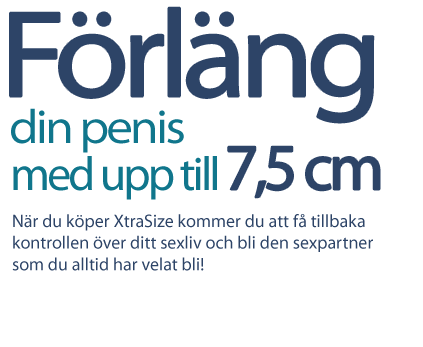 Förläng
din penis
med upp till 7,5 cm
När du köper XtraSize kommer du att få tillbaka
kontrollen över ditt sexliv och bli den sexpartner
som du alltid har velat bli!